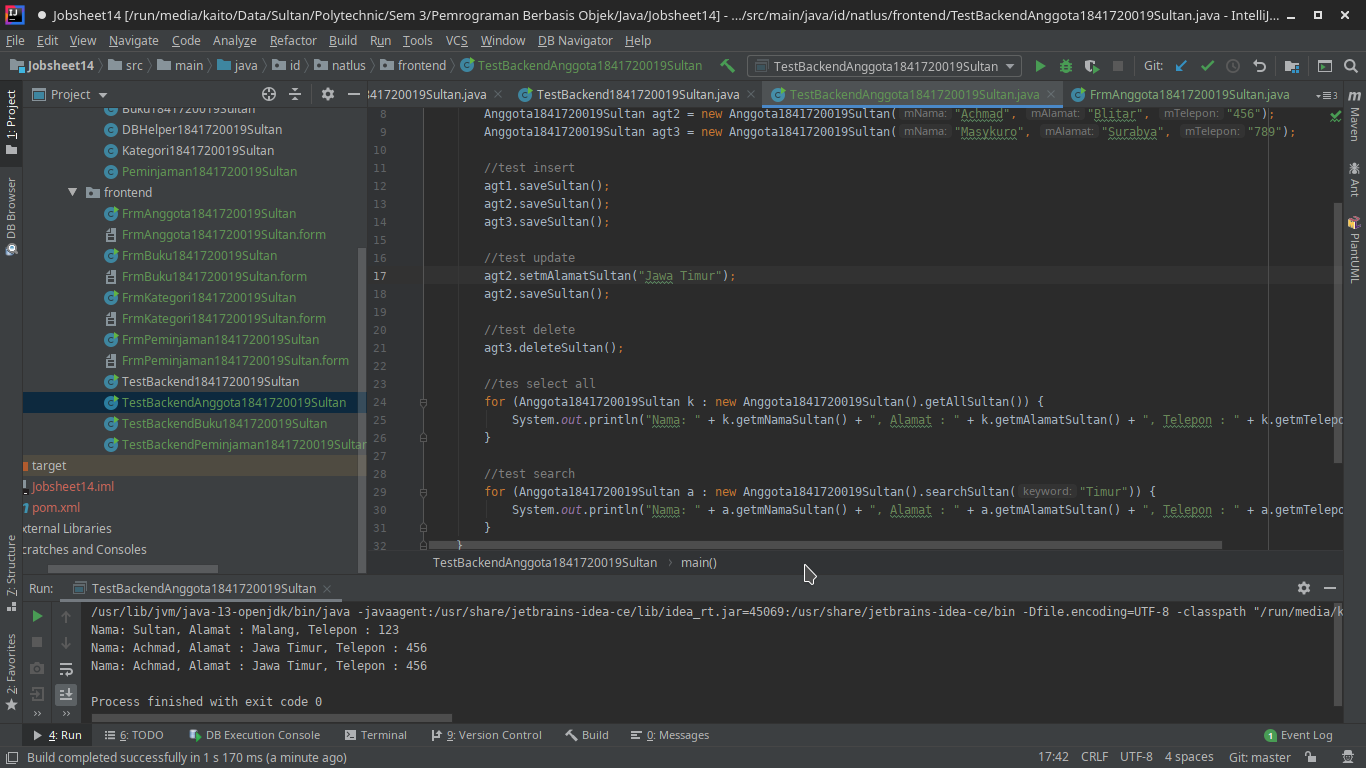 Jobsheet14 [/run/media/kaito/Data/Sultan/Polytechnic/Sem 3/Pemrograman Berbasis Objek/Java/Jobsheet14] - .../src/main/java/id/natlus/frontend/TestBackendAnggota1841720019Sultan.java - IntelliJ...
File Edit View Navigate Code Analyze Refactor Build Run Tools VCS Window DB Navigator Help
Jobsheet14 src main java id natlus frontend TestBackendAnggota1841720019Sultan TestBackendAnggota1841720019Sultan Git:
Project 1841720019Sultan.java TestBackend1841720019Sultan.java TestBackendAnggota1841720019Sultan.java FrmAnggota1841720019Sultan.java
1: Project
DB Browser
Z: Structure
2: Favorites
Buku1841720019Sultan
DBHelper1841720019Sultan
Kategori1841720019Sultan
Peminjaman1841720019Sultan
frontend
FrmAnggota1841720019Sultan
FrmAnggota1841720019Sultan.form
FrmBuku1841720019Sultan
FrmBuku1841720019Sultan.form
FrmKategori1841720019Sultan
FrmKategori1841720019Sultan.form
FrmPeminjaman1841720019Sultan
FrmPeminjaman1841720019Sultan.form
TestBackend1841720019Sultan
TestBackendAnggota1841720019Sultan
TestBackendBuku1841720019Sultan
TestBackendPeminjaman1841720019Sultan
target
Jobsheet14.iml
pom.xml
xternal Libraries
cratches and Consoles
8 Anggota1841720019Sultan agt2 = new Anggota1841720019Sultan( mNama: "Achmad", mAlamat: "Blitar", mTelepon: "456");
9 Anggota1841720019Sultan agt3 = new Anggota1841720019Sultan( mNama: "Masykuro", mAlamat: "Surabya", mTelepon: "789");
10
11 //test insert
12 agt1.saveSultan();
13 agt2.saveSultan();
14 agt3.saveSultan();
15
16 //test update
17 agt2.setmAlamatSultan("Jawa Timur");
18 agt2.saveSultan();
19
20 //test delete
21 agt3.deleteSultan();
22
23 //tes select all
24 for (Anggota1841720019Sultan k : new Anggota1841720019Sultan().getAllSultan()) {
25 System.out.println("Nama: " + k.getmNamaSultan() + ", Alamat : " + k.getmAlamatSultan() + ", Telepon : " + k.getmTelepo
26 }
27
28 //test search
29 for (Anggota1841720019Sultan a : new Anggota1841720019Sultan().searchSultan( keyword: "Timur")) {
30 System.out.println("Nama: " + a.getmNamaSultan() + ", Alamat : " + a.getmAlamatSultan() + ", Telepon : " + a.getmTelepo
31 }
32 }
TestBackendAnggota1841720019Sultan main()
Maven
Ant
PlantUML
Run: TestBackendAnggota1841720019Sultan
/usr/lib/jvm/java-13-openjdk/bin/java -javaagent:/usr/share/jetbrains-idea-ce/lib/idea_rt.jar=45069:/usr/share/jetbrains-idea-ce/bin -Dfile.encoding=UTF-8 -classpath "/run/media/k
Nama: Sultan, Alamat : Malang, Telepon : 123
Nama: Achmad, Alamat : Jawa Timur, Telepon : 456
Nama: Achmad, Alamat : Jawa Timur, Telepon : 456
Process finished with exit code 0
4: Run 6: TODO DB Execution Console Terminal 9: Version Control Build 0: Messages 1 Event Log
Build completed successfully in 1 s 170 ms (a minute ago) 17:42 CRLF UTF-8 4 spaces Git: master